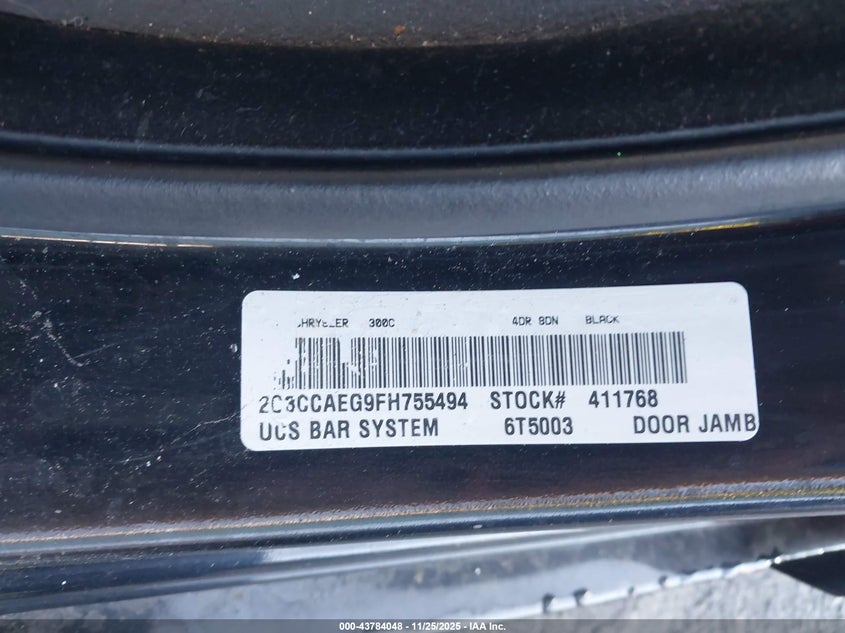 CHRYSLER 300C 4DR SDN BLACK
2C3CCAEG9FH755494 STOCK# 411768
UCS BAR SYSTEM 6T5003 DOOR JAMB
000-43784048 - 11/25/2025 - IAA Inc.